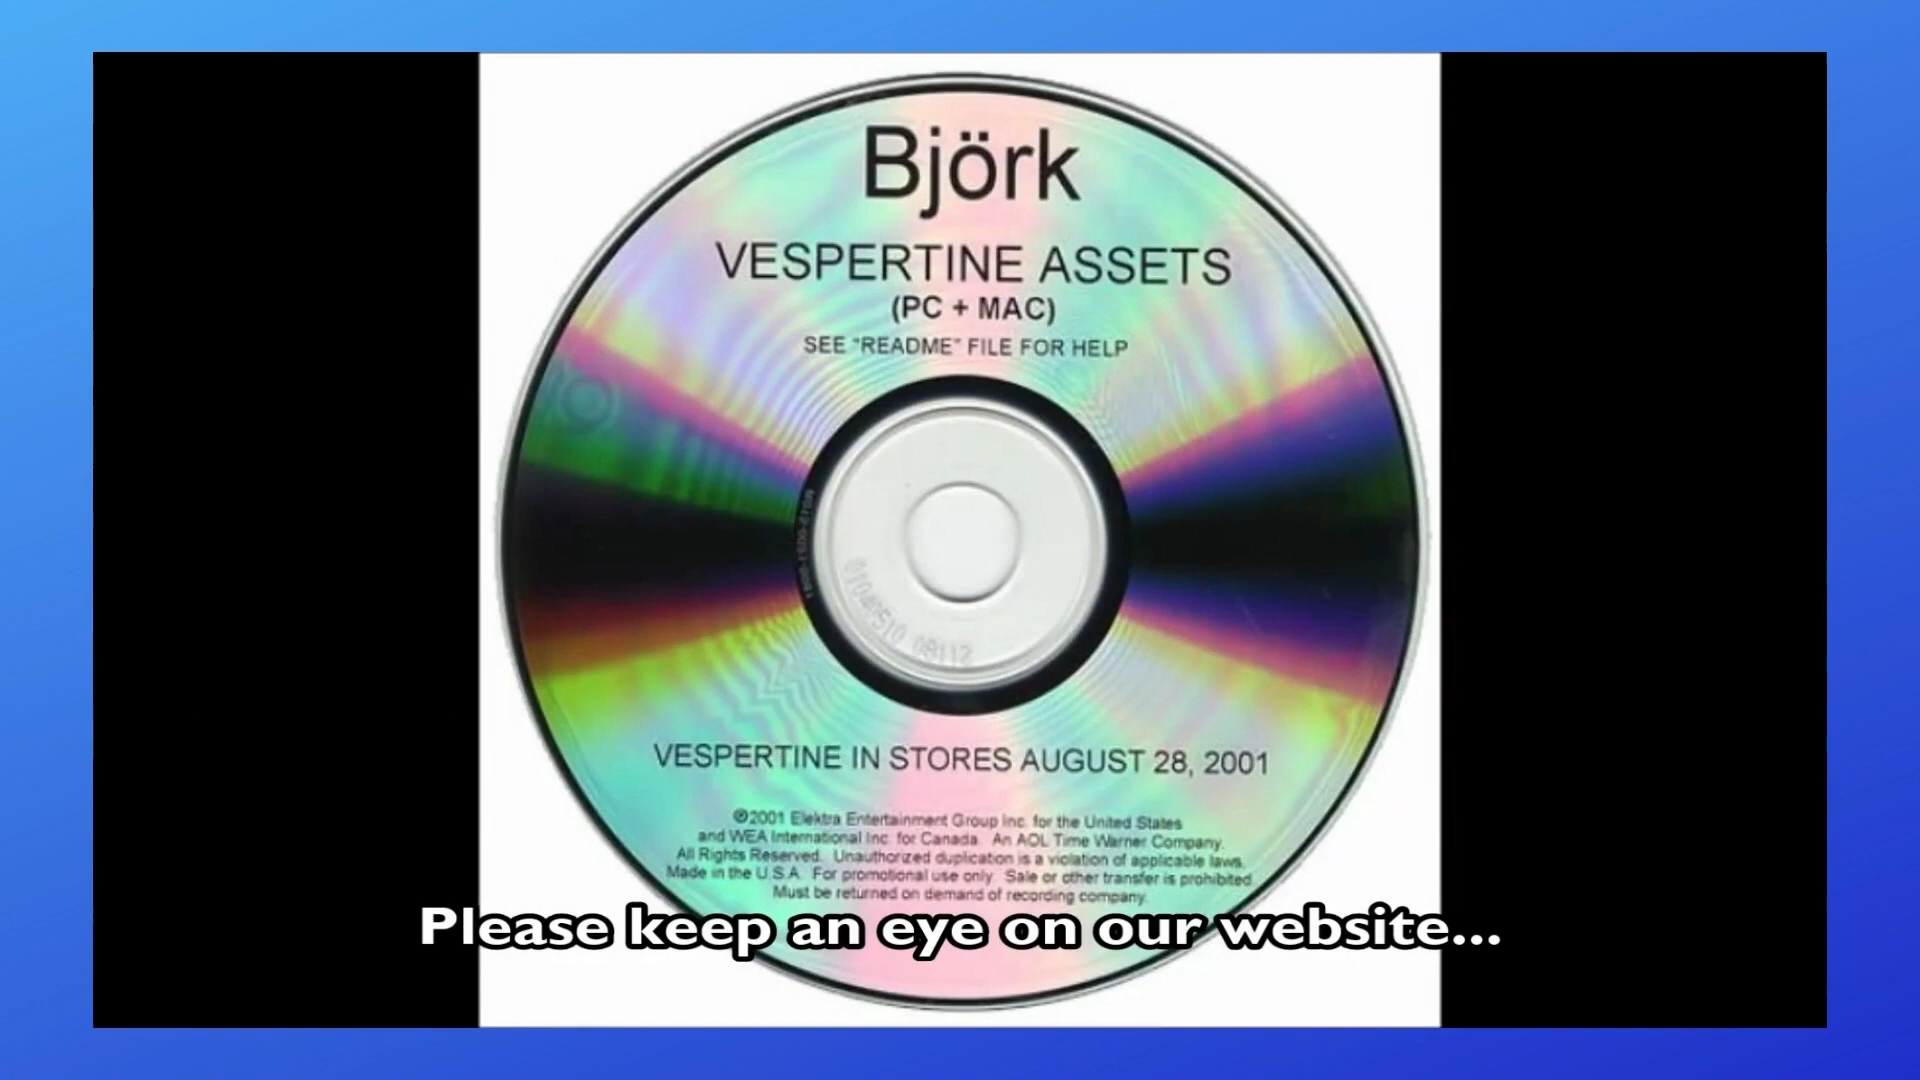 Björk
VESPERTINE ASSETS
(PC + MAC)
SEE "README" FILE FOR HELP
VESPERTINE IN STORES AUGUST 28, 2001
℗2001 Elektra Entertainment Group Inc. for the United States
and WEA International Inc. for Canada. An AOL Time Warner Company.
All Rights Reserved. Unauthorized duplication is a violation of applicable laws.
Made in the U.S.A. For promotional use only. Sale or other transfer is prohibited.
Must be returned on demand of recording company.
Please keep an eye on our website...